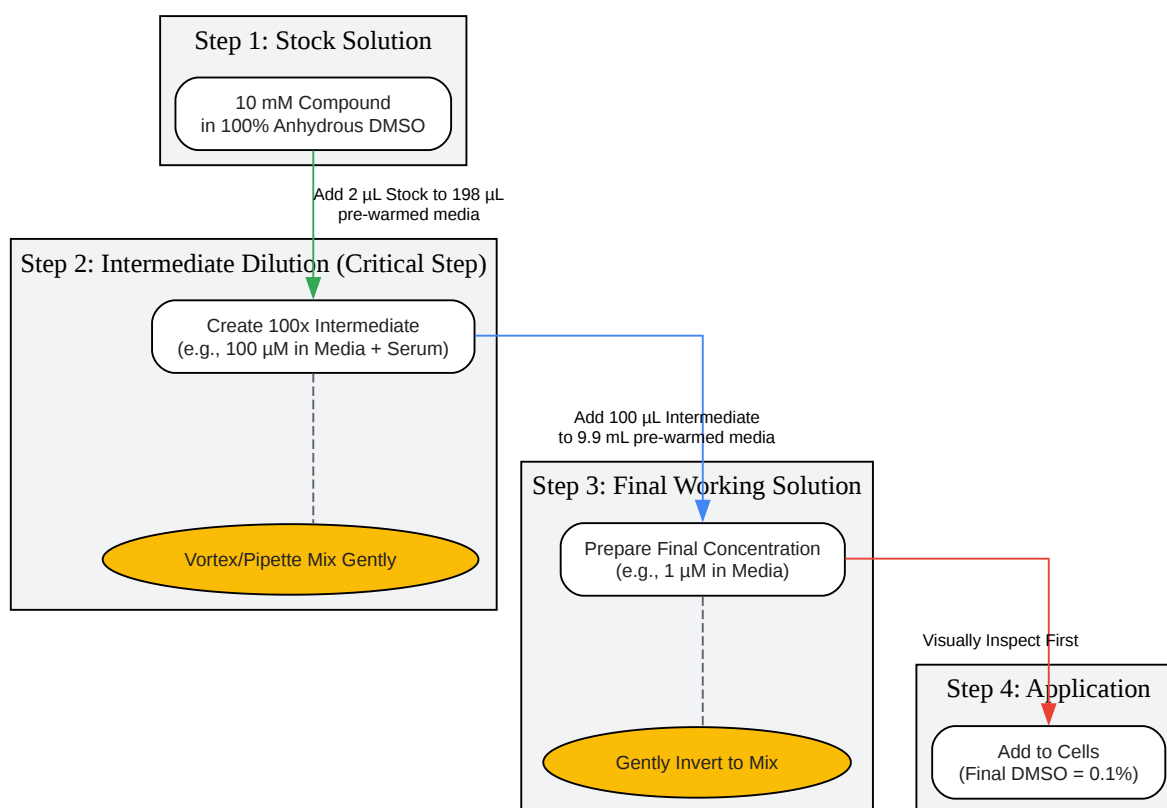 Step 1: Stock Solution
10 mM Compound
in 100% Anhydrous DMSO
Add 2 µL Stock to 198 µL
pre-warmed media
Step 2: Intermediate Dilution (Critical Step)
Create 100x Intermediate
(e.g., 100 µM in Media + Serum)
Vortex/Pipette Mix Gently
Add 100 µL Intermediate
to 9.9 mL pre-warmed media
Step 3: Final Working Solution
Prepare Final Concentration
(e.g., 1 µM in Media)
Gently Invert to Mix
Visually Inspect First
Step 4: Application
Add to Cells
(Final DMSO = 0.1%)